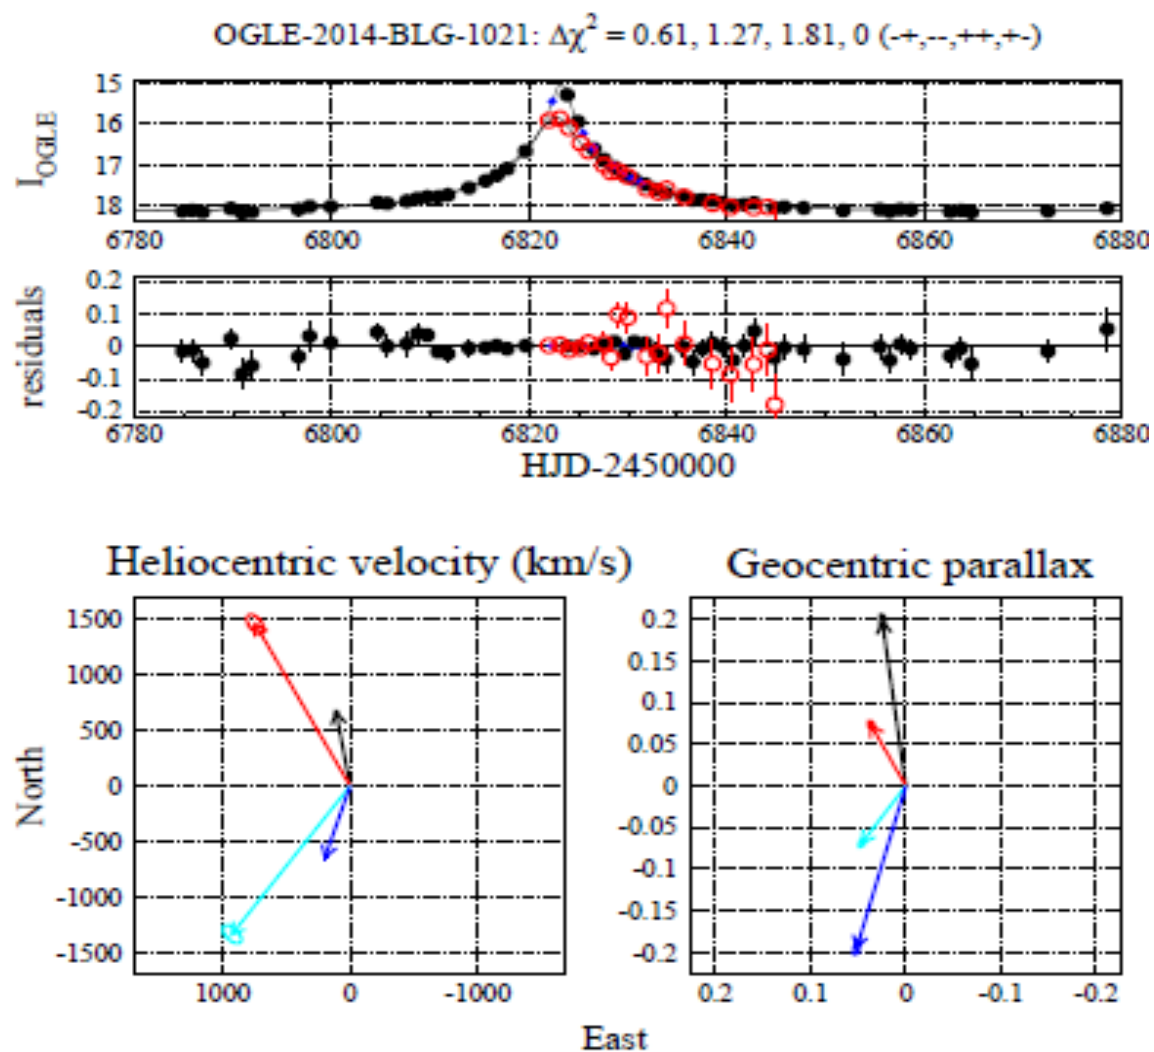 OGLE-2014-BLG-1021: Δχ² = 0.61, 1.27, 1.81, 0 (-+,--,++,+-)
I_OGLE
15
16
17
18
6780 6800 6820 6840 6860 6880
residuals
0.2
0.1
0
-0.1
-0.2
6780 6800 6820 6840 6860 6880
HJD-2450000
Heliocentric velocity (km/s) Geocentric parallax
North
1500
1000
500
0
-500
-1000
-1500
1000 0 -1000
0.2
0.15
0.1
0.05
0
-0.05
-0.1
-0.15
-0.2
0.2 0.1 0 -0.1 -0.2
East